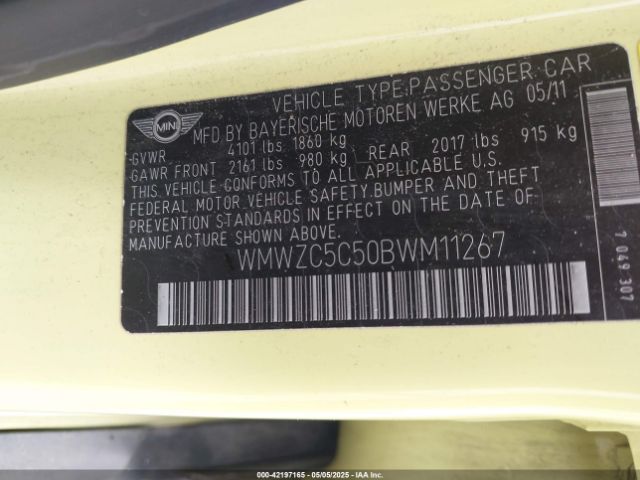 MINI
VEHICLE TYPE:PASSENGER CAR
MFD BY BAYERISCHE MOTOREN WERKE AG 05/11
GVWR 4101 lbs 1860 kg
GAWR FRONT 2161 lbs 980 kg REAR 2017 lbs 915 kg
THIS VEHICLE CONFORMS TO ALL APPLICABLE U.S.
FEDERAL MOTOR VEHICLE SAFETY,BUMPER AND THEFT
PREVENTION STANDARDS IN EFFECT ON THE DATE OF
MANUFACTURE SHOWN ABOVE.
WMWZC5C50BWM11267
7 049 307
000-42197165 05/05/2025 Copyright IAA, Inc.